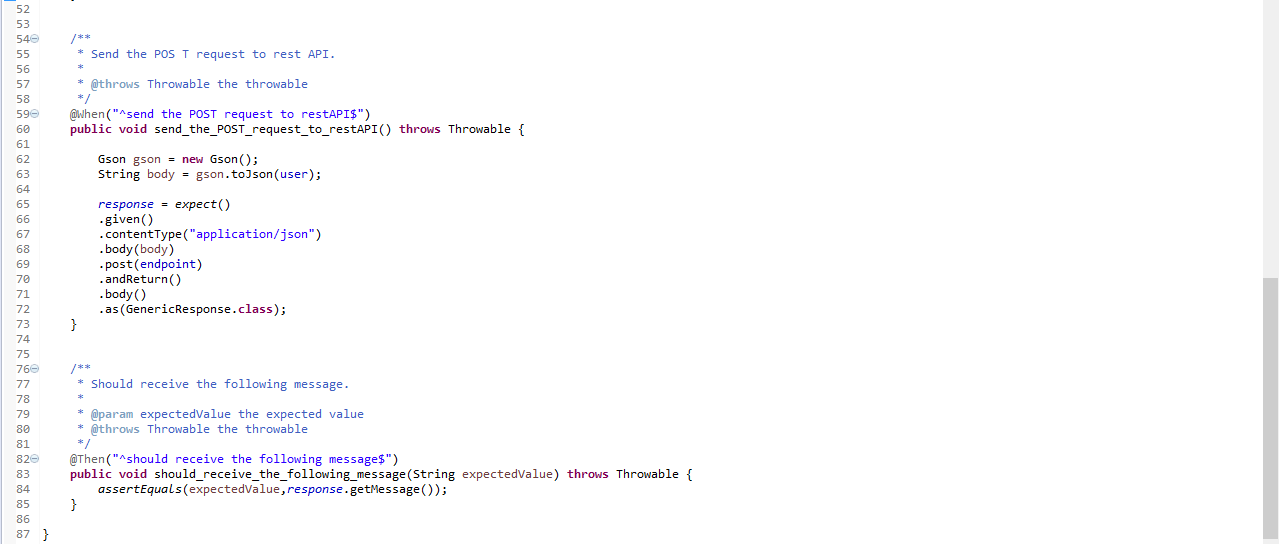 52
53
54 /**
55 * Send the POS T request to rest API.
56 *
57 * @throws Throwable the throwable
58 */
59 @When("^send the POST request to restAPI$")
60 public void send_the_POST_request_to_restAPI() throws Throwable {
61
62 Gson gson = new Gson();
63 String body = gson.toJson(user);
64
65 response = expect()
66 .given()
67 .contentType("application/json")
68 .body(body)
69 .post(endpoint)
70 .andReturn()
71 .body()
72 .as(GenericResponse.class);
73 }
74
75
76 /**
77 * Should receive the following message.
78 *
79 * @param expectedValue the expected value
80 * @throws Throwable the throwable
81 */
82 @Then("^should receive the following message$")
83 public void should_receive_the_following_message(String expectedValue) throws Throwable {
84 assertEquals(expectedValue,response.getMessage());
85 }
86
87 }